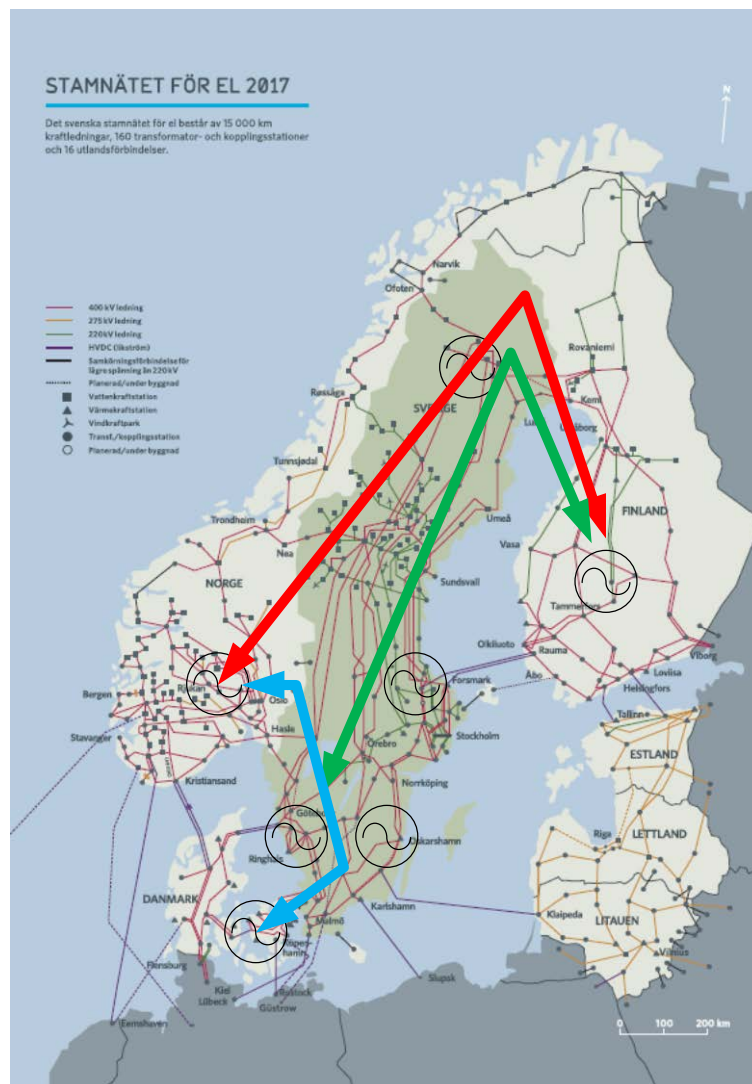 STAMNÄTET FÖR EL 2017
Det svenska stamnätet för el består av 15 000 km
kraftledningar, 160 transformator- och kopplingsstationer
och 16 utlandsförbindelser.
N
400 kV ledning
275 kV ledning
220 kV ledning
HVDC (likström)
Samkörningsförbindelse för
lägre spänning än 220 kV
Planerad/under byggnad
Vattenkraftstation
Värmekraftstation
Vindkraftpark
Transf./kopplingsstation
Planerad/under byggnad
Narvik
Ofoten
Rovaniemi
Røssåga
Kemi
Tunnsjødal
FINLAND
Umeå
Trondheim
Nea
Vasa
Sundsvall
NORGE
Olkiluoto
Rauma
Viborg
Rjukan
Forsmark
Lovisa
Åbo
Helsingfors
Bergen
Oslo
Tallinn
Stavanger
Hasle
Örebro
Stockholm
ESTLAND
Kristiansand
Norrköping
Riga
LETTLAND
Ringhals
Oskarshamn
DANMARK
Karlshamn
Klaipeda
LITAUEN
Malmö
Vilnius
Flensburg
Kiel
Slupsk
Lübeck
Rostock
Güstrow
Eemshaven
0 100 200 km